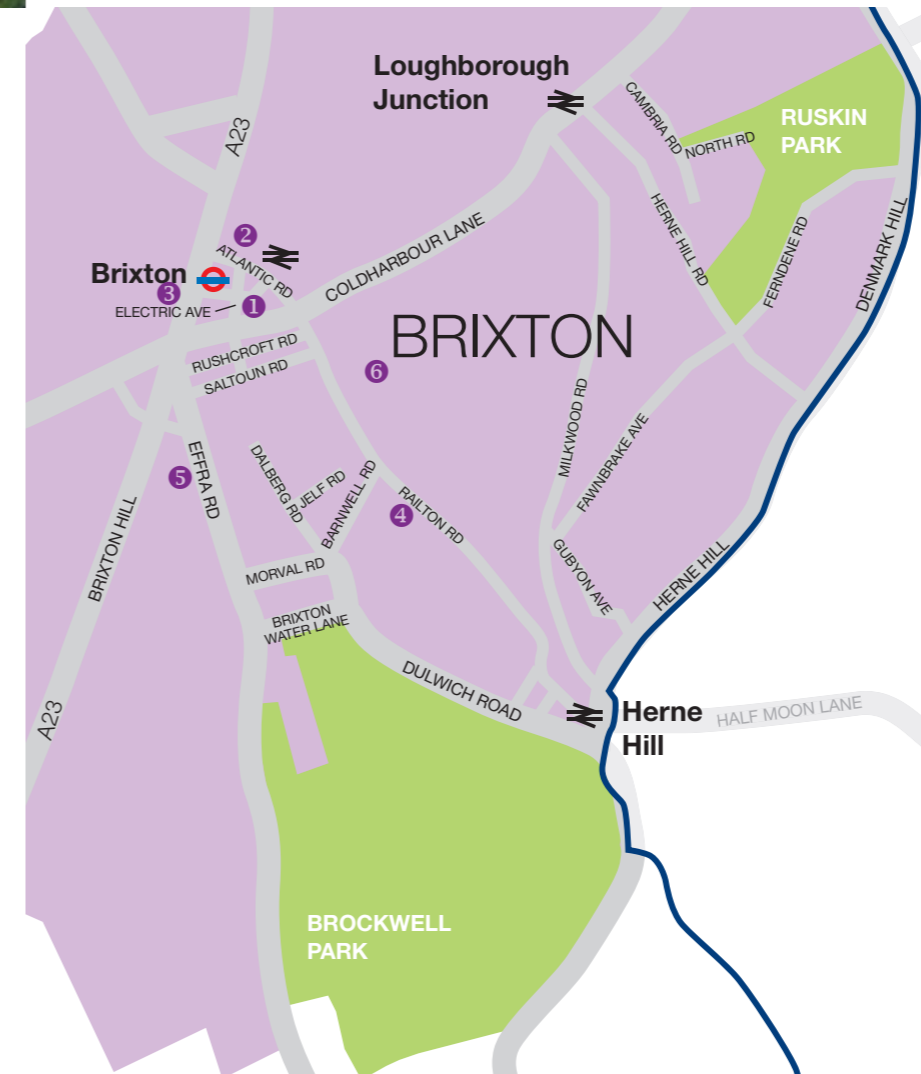 Loughborough
Junction
CAMBRIA RD
RUSKIN
PARK
NORTH RD
A23
HERNE HILL RD
DENMARK HILL
FERNDENE RD
2
ATLANTIC RD
COLDHARBOUR LANE
Brixton
3
1
ELECTRIC AVE
BRIXTON
RUSHCROFT RD
SALTOUN RD
6
MILKWOOD RD
FAWNBRAKE AVE
EFFRA RD
5
DALBERG RD
JELF RD
BARNWELL RD
RAILTON RD
4
BRIXTON HILL
GUBYON AVE
HERNE HILL
MORVAL RD
BRIXTON
WATER LANE
DULWICH ROAD
A23
Herne
Hill
HALF MOON LANE
BROCKWELL
PARK